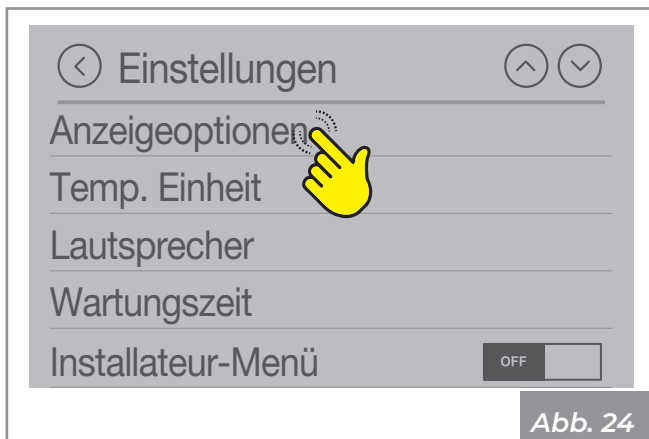 Einstellungen
Anzeigeoptionen
Temp. Einheit
Lautsprecher
Wartungszeit
Installateur-Menü OFF
Abb. 24